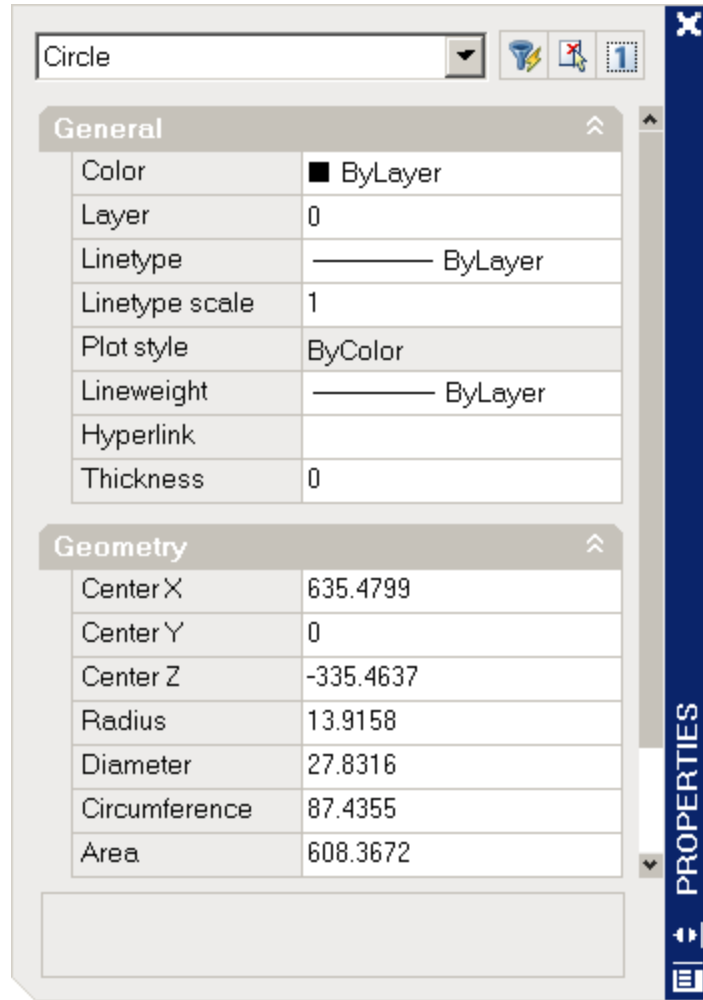 Circle
1
General
Color ByLayer
Layer 0
Linetype ByLayer
Linetype scale 1
Plot style ByColor
Lineweight ByLayer
Hyperlink
Thickness 0
Geometry
Center X 635.4799
Center Y 0
Center Z -335.4637
Radius 13.9158
Diameter 27.8316
Circumference 87.4355
Area 608.3672
PROPERTIES